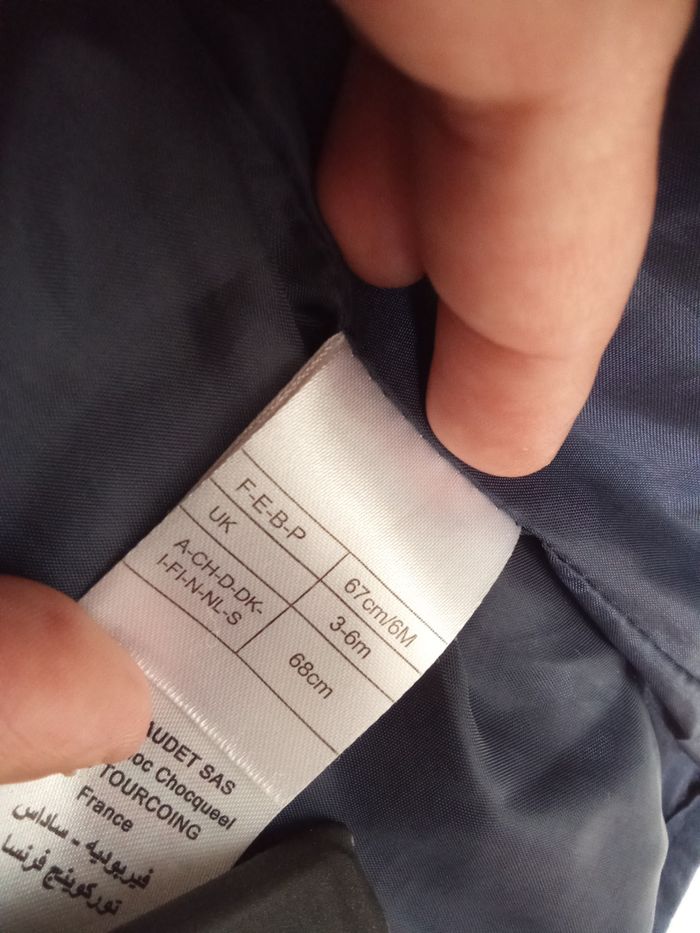 F-E-B-P 67cm/6M
UK 3-6m
A-CH-D-DK-
I-FI-N-NL-S 68cm
AUDET SAS
oc Chocqueel
TOURCOING
France
فيربوديه - ساداس
توركوينج فرنسا